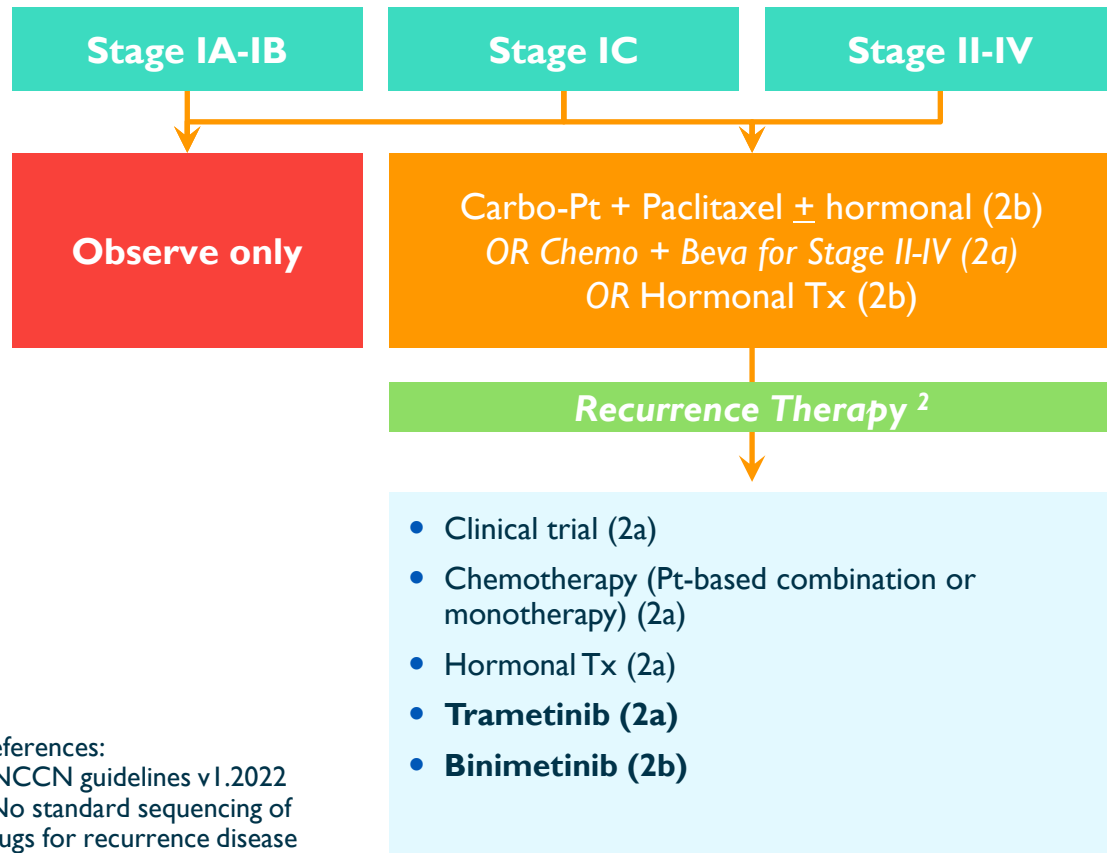 Stage IA-IB
Stage IC
Stage II-IV
Observe only
Carbo-Pt + Paclitaxel ± hormonal (2b)
OR Chemo + Beva for Stage II-IV (2a)
OR Hormonal Tx (2b)
Recurrence Therapy ²
• Clinical trial (2a)
• Chemotherapy (Pt-based combination or
monotherapy) (2a)
• Hormonal Tx (2a)
• Trametinib (2a)
• Binimetinib (2b)
eferences:
NCCN guidelines v1.2022
No standard sequencing of
ugs for recurrence disease